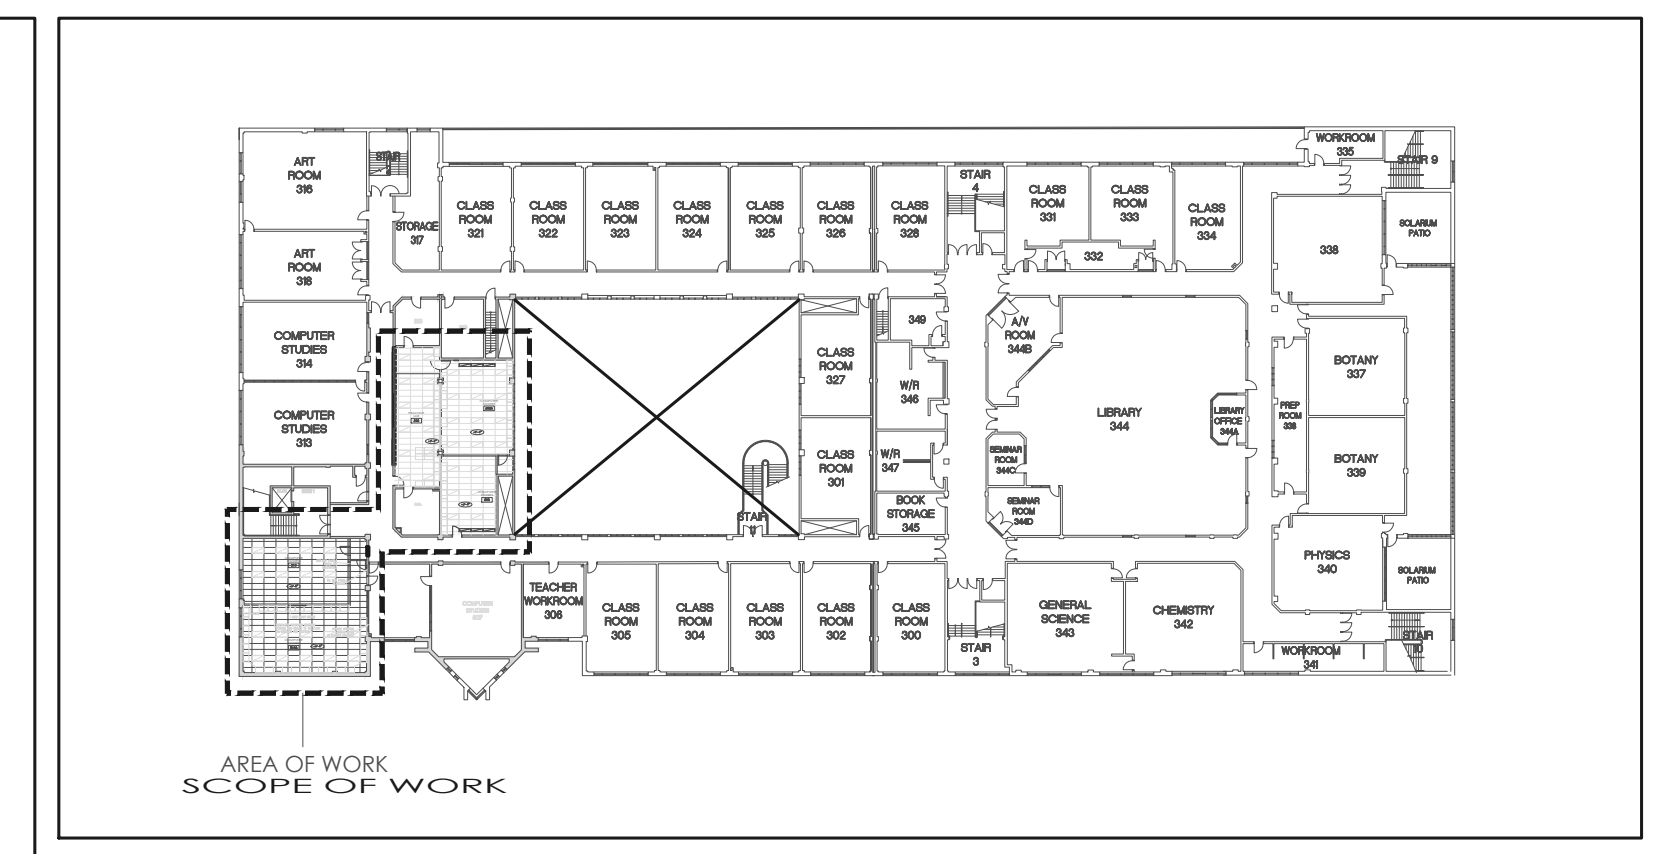 ART
ROOM
316
STAIR
STORAGE
317
CLASS
ROOM
321
CLASS
ROOM
322
CLASS
ROOM
323
CLASS
ROOM
324
CLASS
ROOM
325
CLASS
ROOM
326
CLASS
ROOM
328
STAIR
4
CLASS
ROOM
331
CLASS
ROOM
333
CLASS
ROOM
334
332
WORKROOM
335
STAIR 9
SOLARIUM
PATIO
338
ART
ROOM
318
COMPUTER
STUDIES
314
COMPUTER
STUDIES
313
CLASS
ROOM
327
CLASS
ROOM
301
349
W/R
346
W/R
347
BOOK
STORAGE
345
A/V
ROOM
344B
LIBRARY
344
LIBRARY
OFFICE
344A
SEMINAR
ROOM
344C
SEMINAR
ROOM
344D
PREP
ROOM
338
BOTANY
337
BOTANY
339
STAIR
PHYSICS
340
SOLARIUM
PATIO
COMPUTER
STUDIES
307
TEACHER
WORKROOM
306
CLASS
ROOM
305
CLASS
ROOM
304
CLASS
ROOM
303
CLASS
ROOM
302
CLASS
ROOM
300
STAIR
3
GENERAL
SCIENCE
343
CHEMISTRY
342
WORKROOM
341
STAIR
10
AREA OF WORK
SCOPE OF WORK